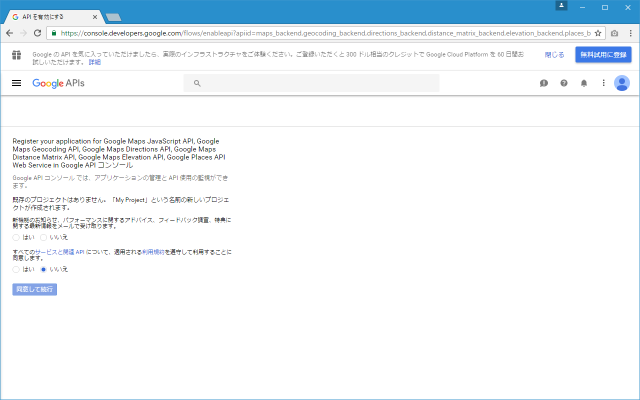 API を有効にする
https://console.developers.google.com/flows/enableapi?apiid=maps_backend,geocoding_backend,directions_backend,distance_matrix_backend,elevation_backend,places_b
Google の API を気に入っていただけましたら、実際のインフラストラクチャをご体験ください。ご登録いただくと 300 ドル相当のクレジットで Google Cloud Platform を 60 日間お
試しいただけます。 詳細
閉じる
無料試用に登録
Google APIs
Register your application for Google Maps JavaScript API, Google
Maps Geocoding API, Google Maps Directions API, Google Maps
Distance Matrix API, Google Maps Elevation API, Google Places API
Web Service in Google API コンソール
Google API コンソール では、アプリケーションの管理と API 使用の監視ができ
ます。
既存のプロジェクトはありません。「My Project」という名前の新しいプロジェ
クトが作成されます。
新機能のお知らせ、パフォーマンスに関するアドバイス、フィードバック調査、特典に
関する最新情報をメールで受け取ります。
はい いいえ
すべてのサービスと関連 API について、適用される利用規約を遵守して利用することに
同意します。
はい いいえ
同意して続行